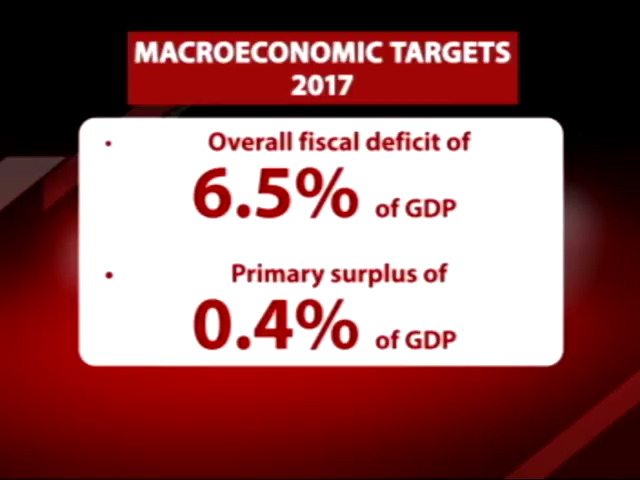 MACROECONOMIC TARGETS
2017
• Overall fiscal deficit of
6.5% of GDP
• Primary surplus of
0.4% of GDP